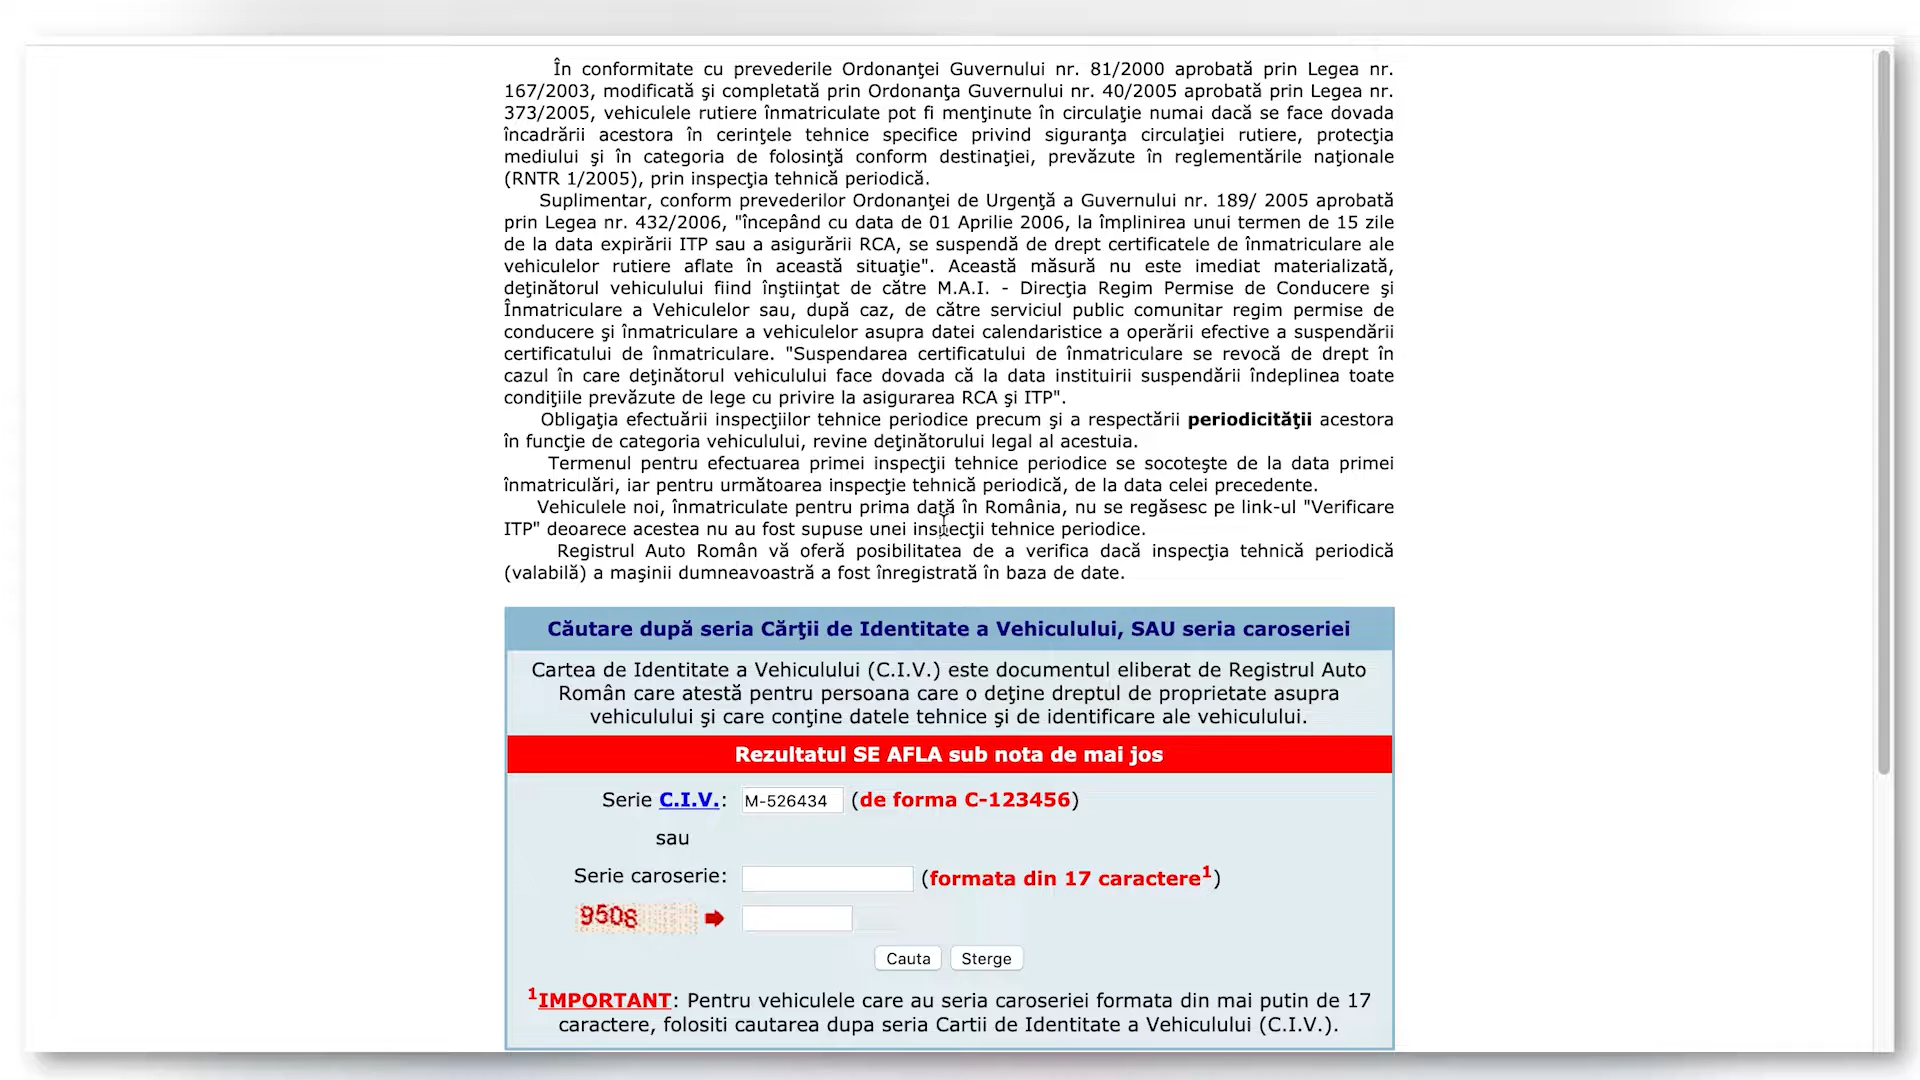 În conformitate cu prevederile Ordonanţei Guvernului nr. 81/2000 aprobată prin Legea nr.
167/2003, modificată şi completată prin Ordonanţa Guvernului nr. 40/2005 aprobată prin Legea nr.
373/2005, vehiculele rutiere înmatriculate pot fi menţinute în circulaţie numai dacă se face dovada
încadrării acestora în cerinţele tehnice specifice privind siguranţa circulaţiei rutiere, protecţia
mediului şi în categoria de folosinţă conform destinaţiei, prevăzute în reglementările naţionale
(RNTR 1/2005), prin inspecţia tehnică periodică.
Suplimentar, conform prevederilor Ordonanţei de Urgenţă a Guvernului nr. 189/ 2005 aprobată
prin Legea nr. 432/2006, "începând cu data de 01 Aprilie 2006, la împlinirea unui termen de 15 zile
de la data expirării ITP sau a asigurării RCA, se suspendă de drept certificatele de înmatriculare ale
vehiculelor rutiere aflate în această situaţie". Această măsură nu este imediat materializată,
deţinătorul vehiculului fiind înştiinţat de către M.A.I. - Direcţia Regim Permise de Conducere şi
Înmatriculare a Vehiculelor sau, după caz, de către serviciul public comunitar regim permise de
conducere şi înmatriculare a vehiculelor asupra datei calendaristice a operării efective a suspendării
certificatului de înmatriculare. "Suspendarea certificatului de înmatriculare se revocă de drept în
cazul în care deţinătorul vehiculului face dovada că la data instituirii suspendării îndeplinea toate
condiţiile prevăzute de lege cu privire la asigurarea RCA şi ITP".
Obligaţia efectuării inspecţiilor tehnice periodice precum şi a respectării periodicităţii acestora
în funcţie de categoria vehiculului, revine deţinătorului legal al acestuia.
Termenul pentru efectuarea primei inspecţii tehnice periodice se socoteşte de la data primei
înmatriculări, iar pentru următoarea inspecţie tehnică periodică, de la data celei precedente.
Vehiculele noi, înmatriculate pentru prima dată în România, nu se regăsesc pe link-ul "Verificare
ITP" deoarece acestea nu au fost supuse unei inspecţii tehnice periodice.
Registrul Auto Român vă oferă posibilitatea de a verifica dacă inspecţia tehnică periodică
(valabilă) a maşinii dumneavoastră a fost înregistrată în baza de date.
Căutare după seria Cărţii de Identitate a Vehiculului, SAU seria caroseriei
Cartea de Identitate a Vehiculului (C.I.V.) este documentul eliberat de Registrul Auto
Român care atestă pentru persoana care o deţine dreptul de proprietate asupra
vehiculului şi care conţine datele tehnice şi de identificare ale vehiculului.
Rezultatul SE AFLA sub nota de mai jos
Serie C.I.V.: M-526434 (de forma C-123456)
sau
Serie caroserie: (formata din 17 caractere1)
9508
Cauta Sterge
1IMPORTANT: Pentru vehiculele care au seria caroseriei formata din mai putin de 17
caractere, folositi cautarea dupa seria Cartii de Identitate a Vehiculului (C.I.V.).